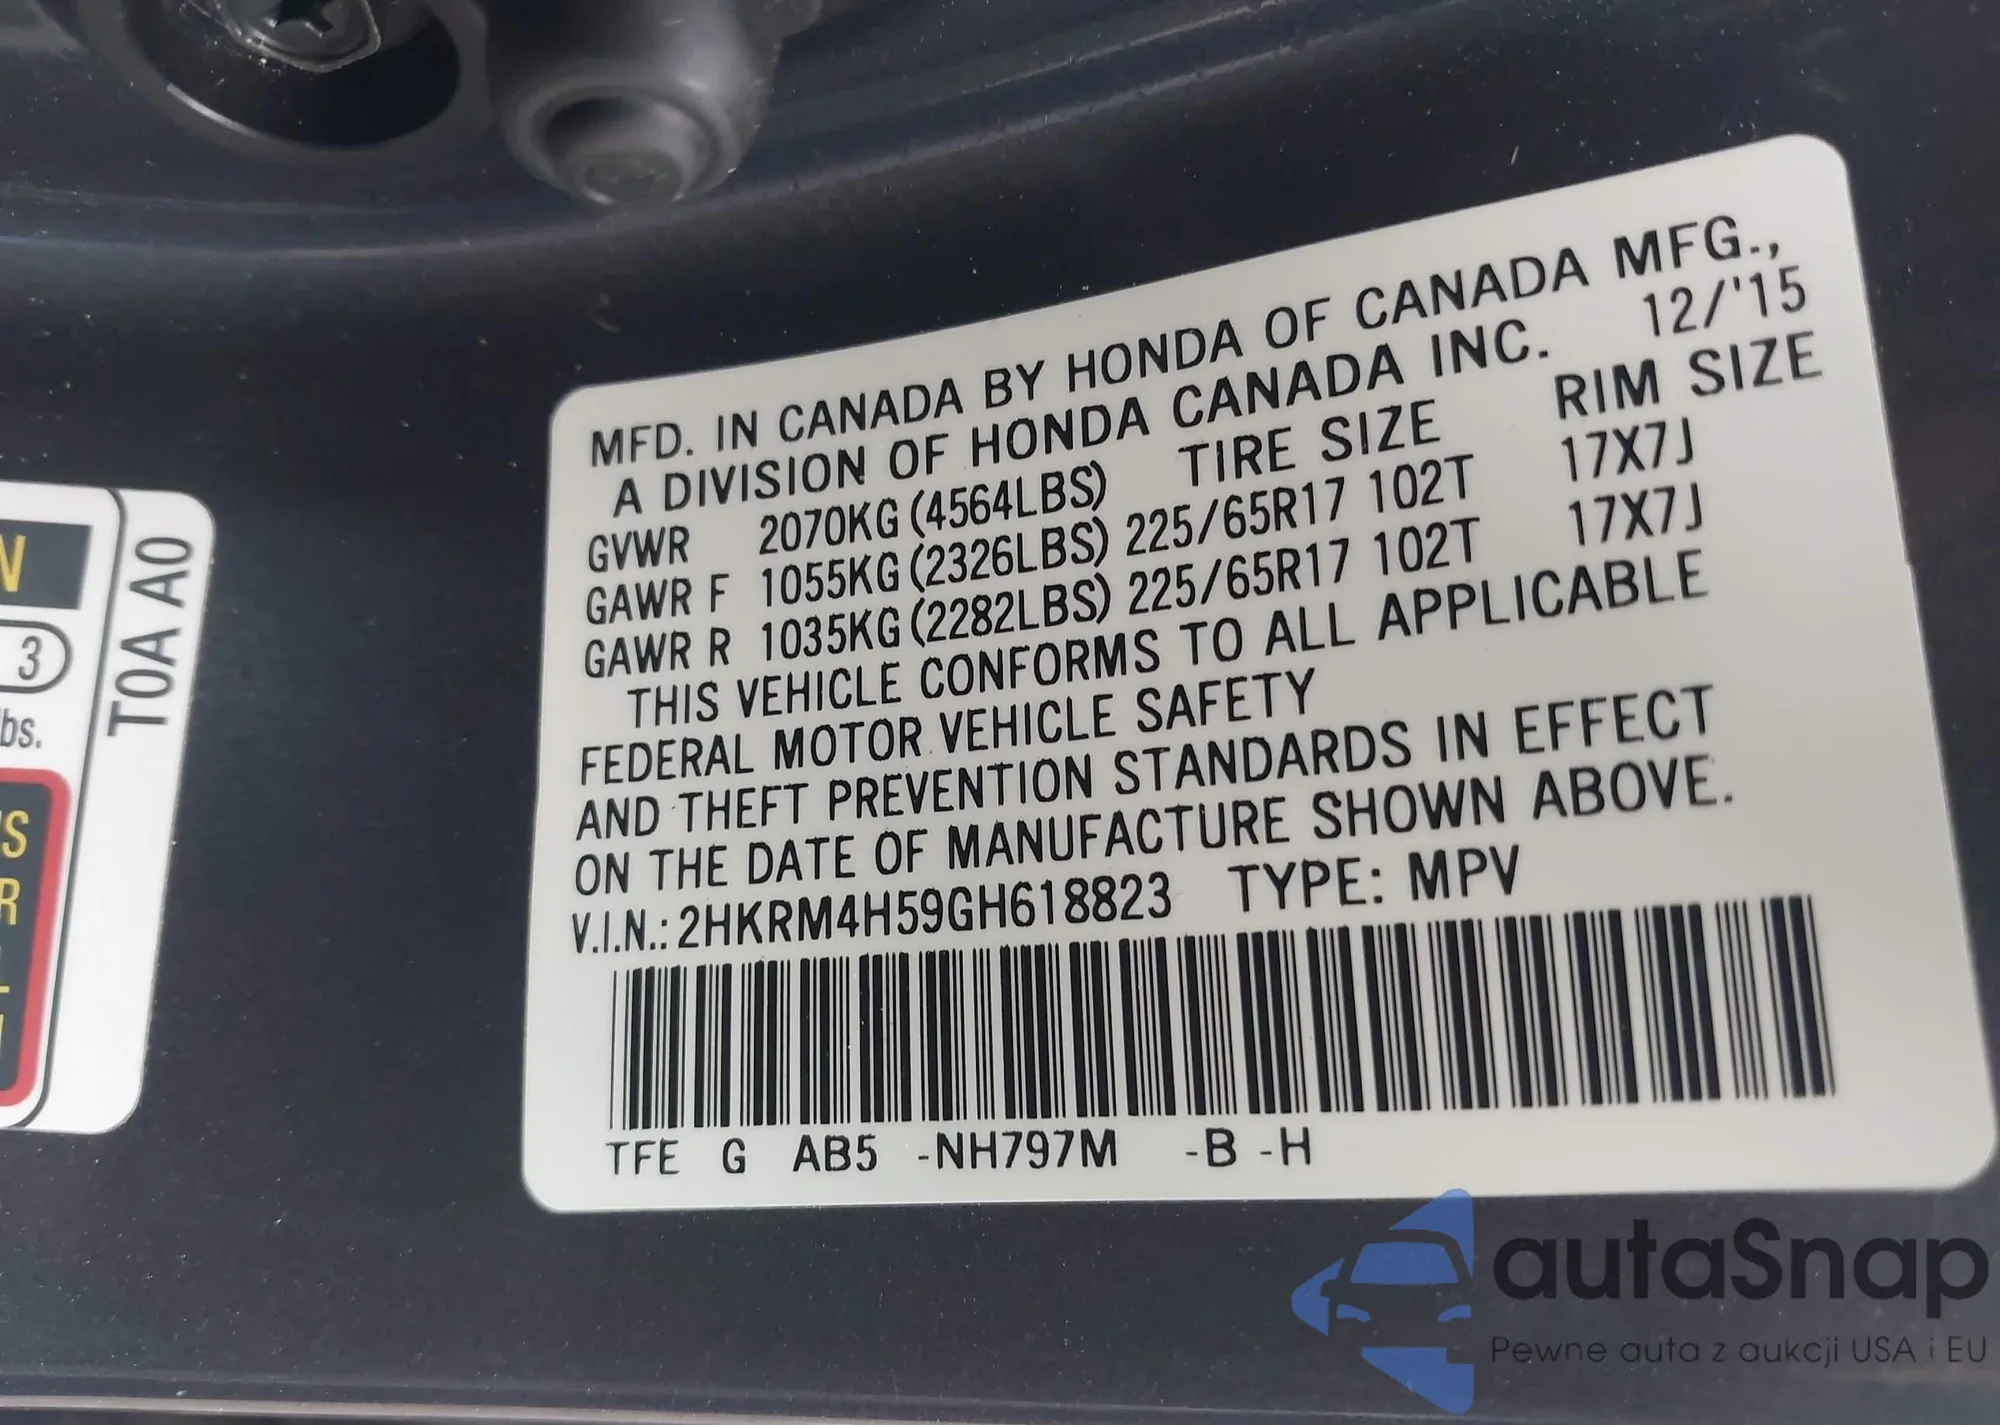 MFD. IN CANADA BY HONDA OF CANADA MFG.,
A DIVISION OF HONDA CANADA INC. 12/'15
TIRE SIZE RIM SIZE
GVWR 2070KG (4564LBS)
GAWR F 1055KG (2326LBS) 225/65R17 102T 17X7J
GAWR R 1035KG (2282LBS) 225/65R17 102T 17X7J
THIS VEHICLE CONFORMS TO ALL APPLICABLE
FEDERAL MOTOR VEHICLE SAFETY
AND THEFT PREVENTION STANDARDS IN EFFECT
ON THE DATE OF MANUFACTURE SHOWN ABOVE.
V.I.N.: 2HKRM4H59GH618823 TYPE: MPV
TFE G AB5 -NH797M -B -H
T0A A0
3
autaSnap
Pewne auta z aukcji USA i EU